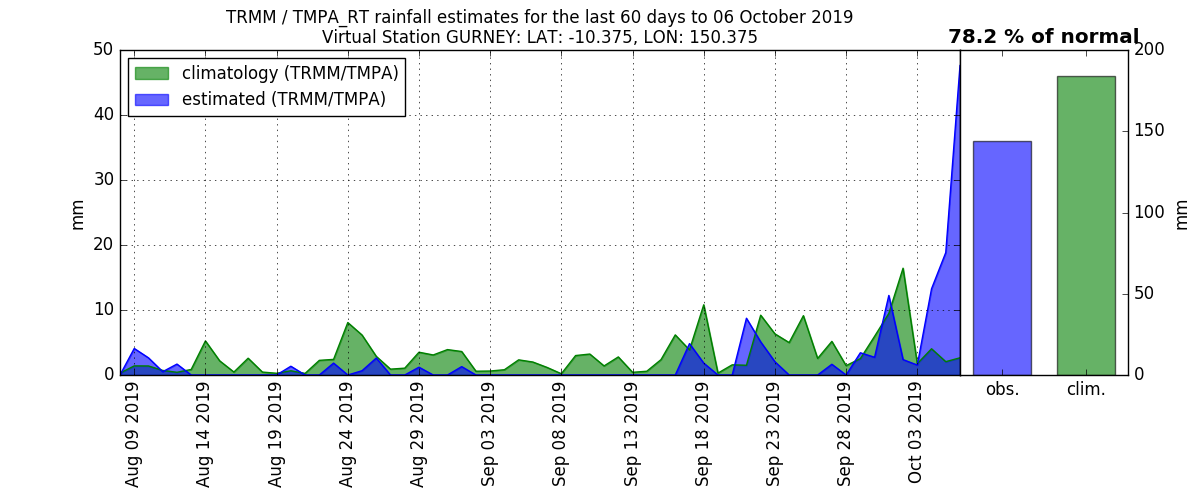 TRMM / TMPA_RT rainfall estimates for the last 60 days to 06 October 2019
Virtual Station GURNEY: LAT: -10.375, LON: 150.375
78.2 % of normal
climatology (TRMM/TMPA)
estimated (TRMM/TMPA)
50
40
30
20
10
0
mm
200
150
100
50
0
mm
Aug 09 2019
Aug 14 2019
Aug 19 2019
Aug 24 2019
Aug 29 2019
Sep 03 2019
Sep 08 2019
Sep 13 2019
Sep 18 2019
Sep 23 2019
Sep 28 2019
Oct 03 2019
obs.
clim.